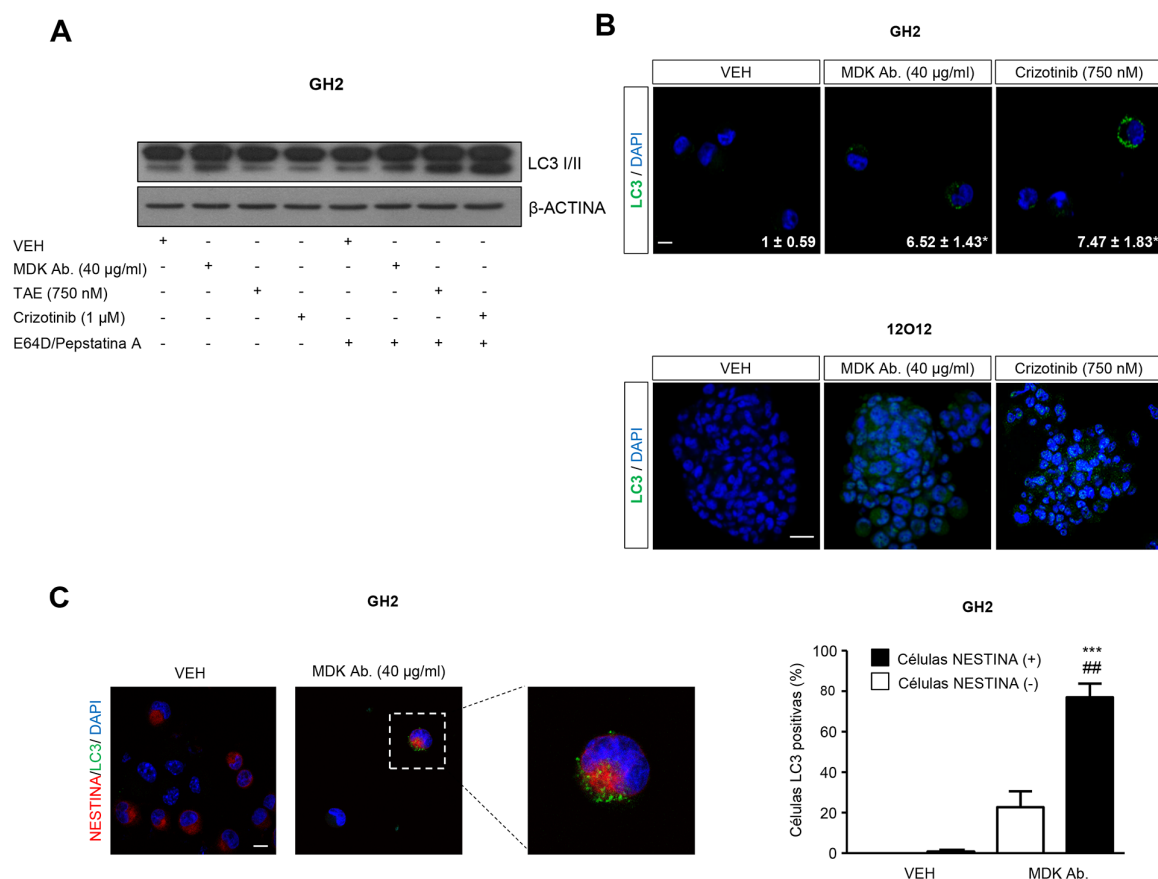 A
GH2
LC3 I/II
β-ACTINA
VEH + - - - + - - -
MDK Ab. (40 µg/ml) - + - - - + - -
TAE (750 nM) - - + - - - + -
Crizotinib (1 µM) - - - + - - - +
E64D/Pepstatina A - - - - + + + +
B
GH2
VEH MDK Ab. (40 µg/ml) Crizotinib (750 nM)
LC3 / DAPI
1 ± 0.59 6.52 ± 1.43* 7.47 ± 1.83*
12O12
VEH MDK Ab. (40 µg/ml) Crizotinib (750 nM)
LC3 / DAPI
C
GH2
VEH MDK Ab. (40 µg/ml)
NESTINA/LC3/ DAPI
GH2
Células LC3 positivas (%)
100
80
60
40
20
0
Células NESTINA (+)
Células NESTINA (-)
***
##
VEH MDK Ab.